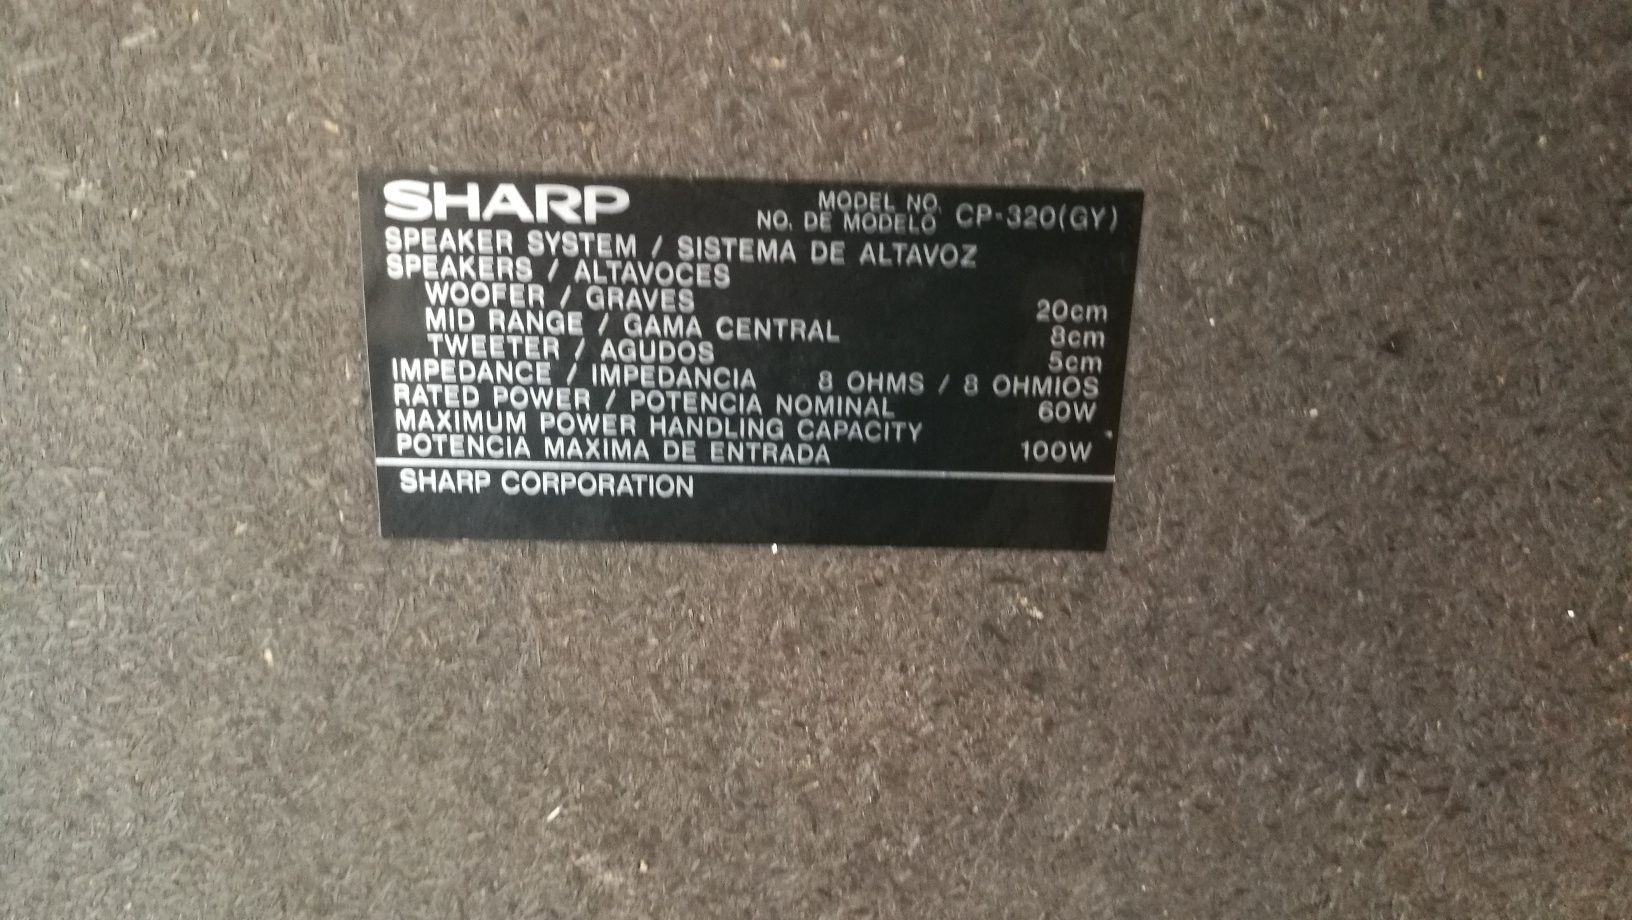 SHARP
MODEL NO.
NO. DE MODELO CP-320(GY)
SPEAKER SYSTEM / SISTEMA DE ALTAVOZ
SPEAKERS / ALTAVOCES
WOOFER / GRAVES 20cm
MID RANGE / GAMA CENTRAL 8cm
TWEETER / AGUDOS 5cm
IMPEDANCE / IMPEDANCIA 8 OHMS / 8 OHMIOS
RATED POWER / POTENCIA NOMINAL 60W
MAXIMUM POWER HANDLING CAPACITY
POTENCIA MAXIMA DE ENTRADA 100W
SHARP CORPORATION